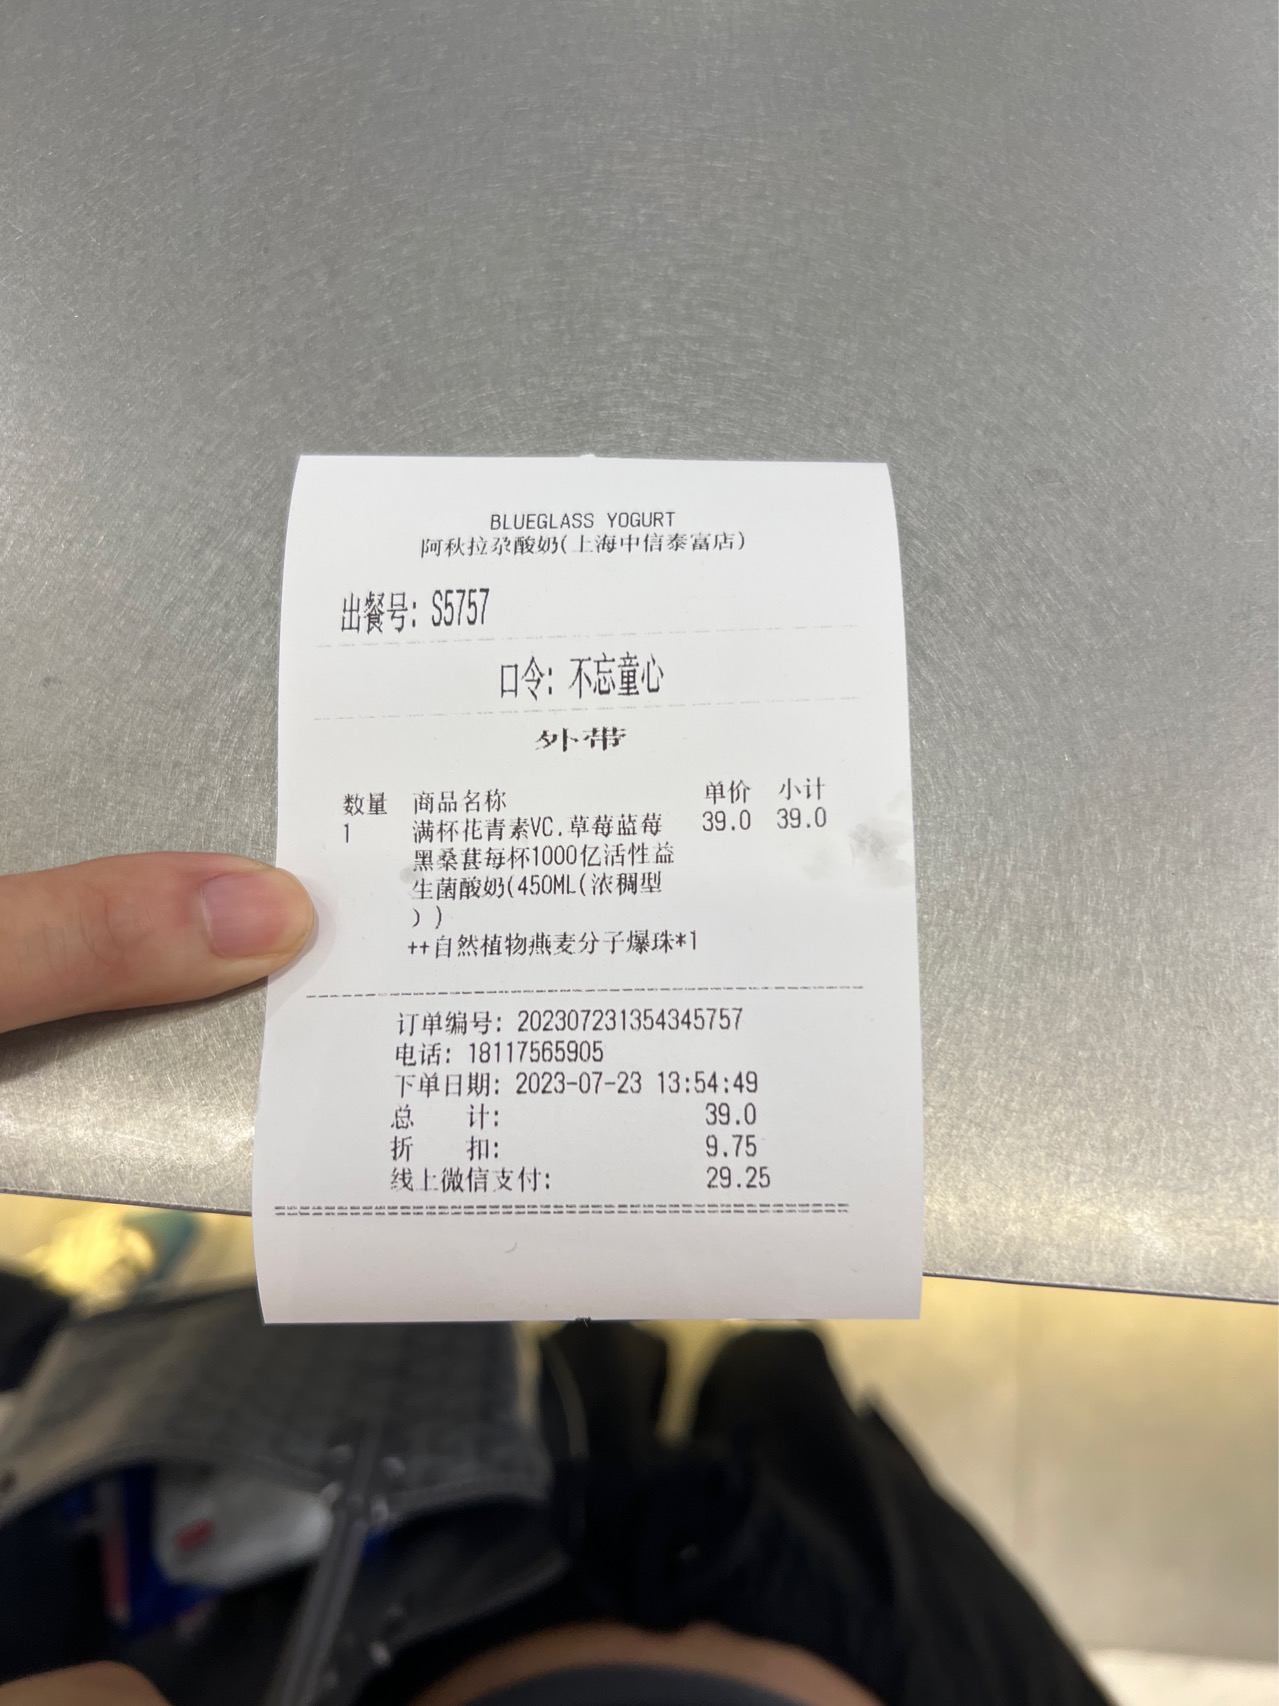 BLUEGLASS YOGURT
阿秋拉尕酸奶(上海中信泰富店)
出餐号: S5757
口令: 不忘童心
外带
数量 商品名称 单价 小计
1 满杯花青素VC.草莓蓝莓 39.0 39.0
黑桑葚每杯1000亿活性益
生菌酸奶(450ML(浓稠型
))
++自然植物燕麦分子爆珠*1
订单编号: 202307231354345757
电话: 18117565905
下单日期: 2023-07-23 13:54:49
总 计: 39.0
折 扣: 9.75
线上微信支付: 29.25